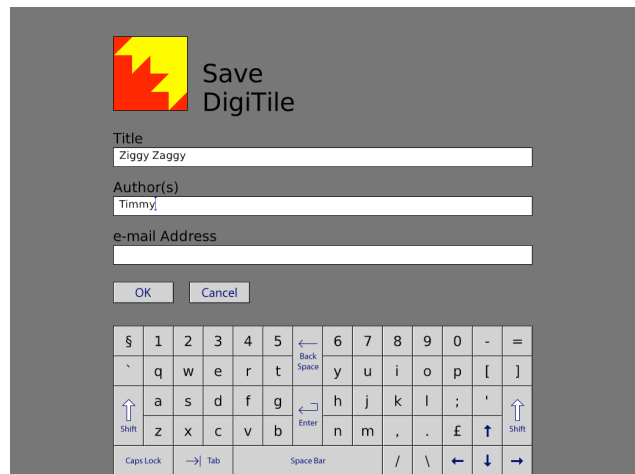 Save
DigiTile
Title
Ziggy Zaggy
Author(s)
Timmy
e-mail Address
OK Cancel
§ 1 2 3 4 5 Back Space 6 7 8 9 0 - =
` q w e r t y u i o p [ ]
Shift a s d f g Enter h j k l ; ' Shift
z x c v b n m , . £ ↑
Caps Lock →| Tab Space Bar / \ ← ↓ →